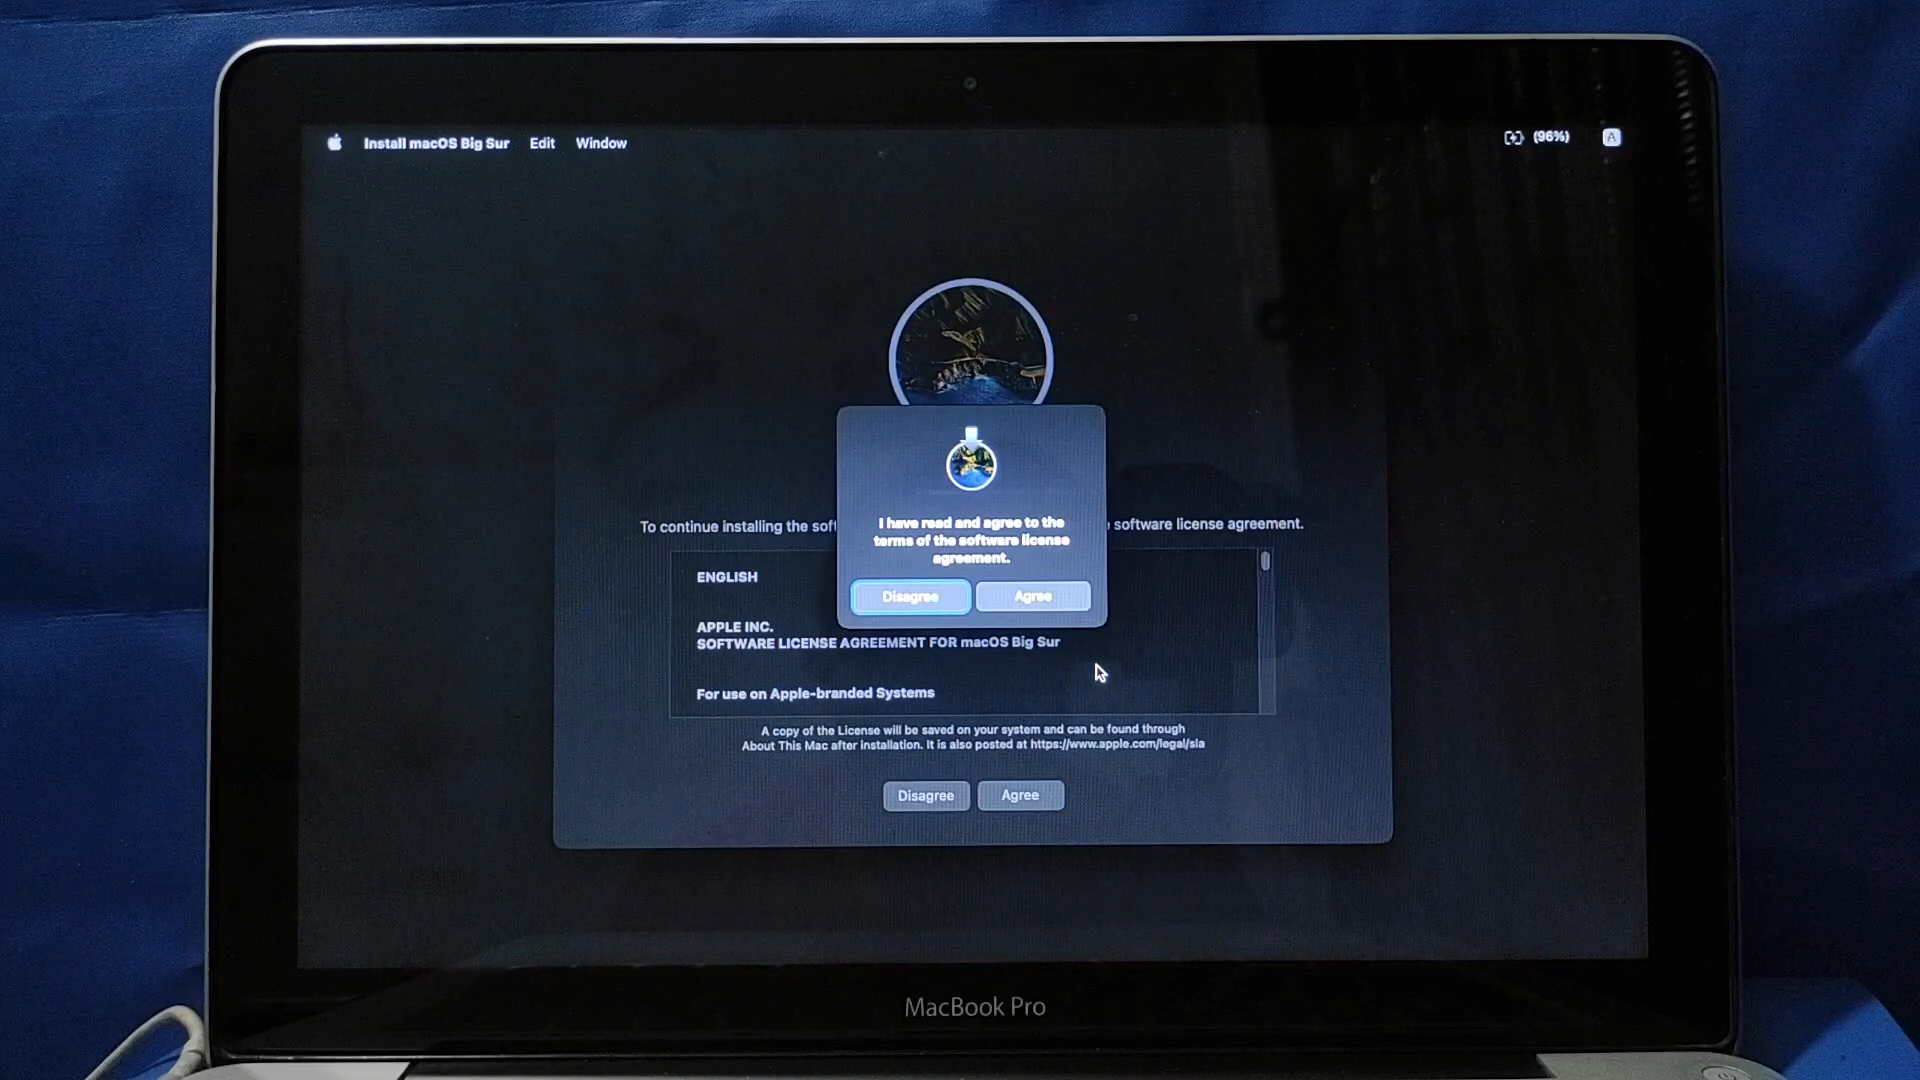 Install macOS Big Sur Edit Window (96%) A
I have read and agree to the
terms of the software license
agreement.
Disagree Agree
To continue installing the software license agreement.
ENGLISH
APPLE INC.
SOFTWARE LICENSE AGREEMENT FOR macOS Big Sur
For use on Apple-branded Systems
A copy of the License will be saved on your system and can be found through
About This Mac after installation. It is also posted at https://www.apple.com/legal/sla
Disagree Agree
MacBook Pro